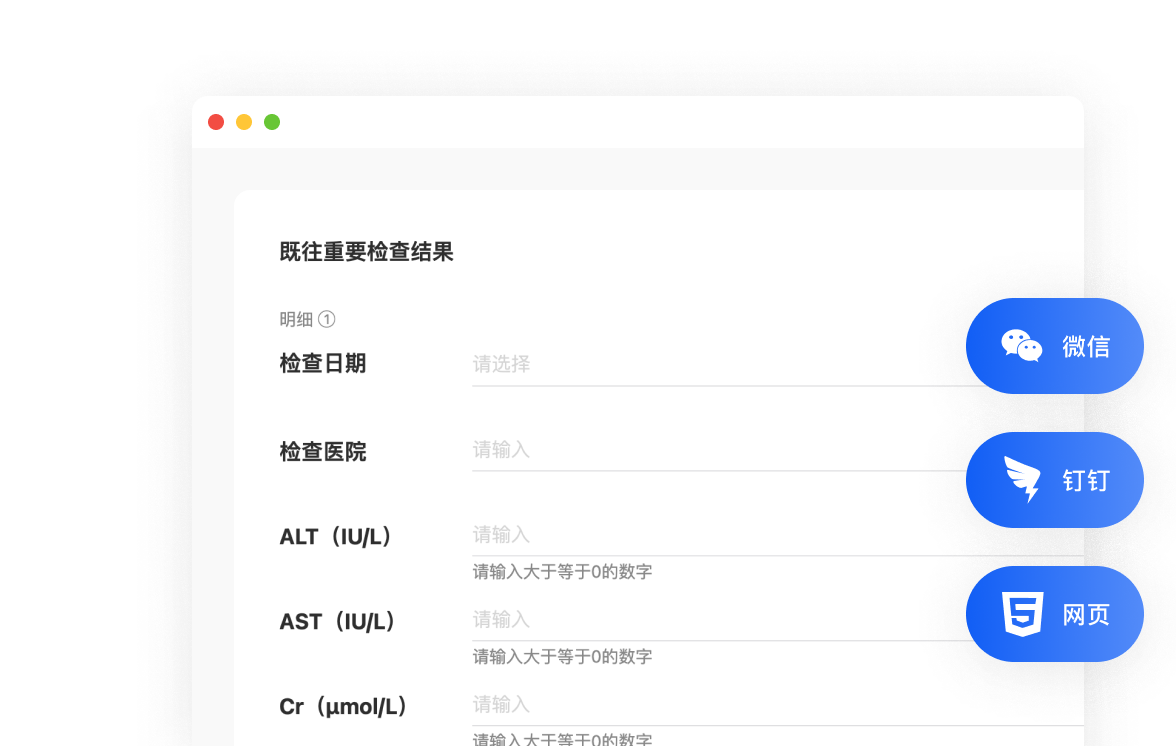 既往重要检查结果
明细 ①
检查日期 请选择
微信
检查医院 请输入
钉钉
ALT（IU/L） 请输入
请输入大于等于0的数字
网页
AST（IU/L） 请输入
请输入大于等于0的数字
Cr（μmol/L） 请输入
请输入大于等于0的数字